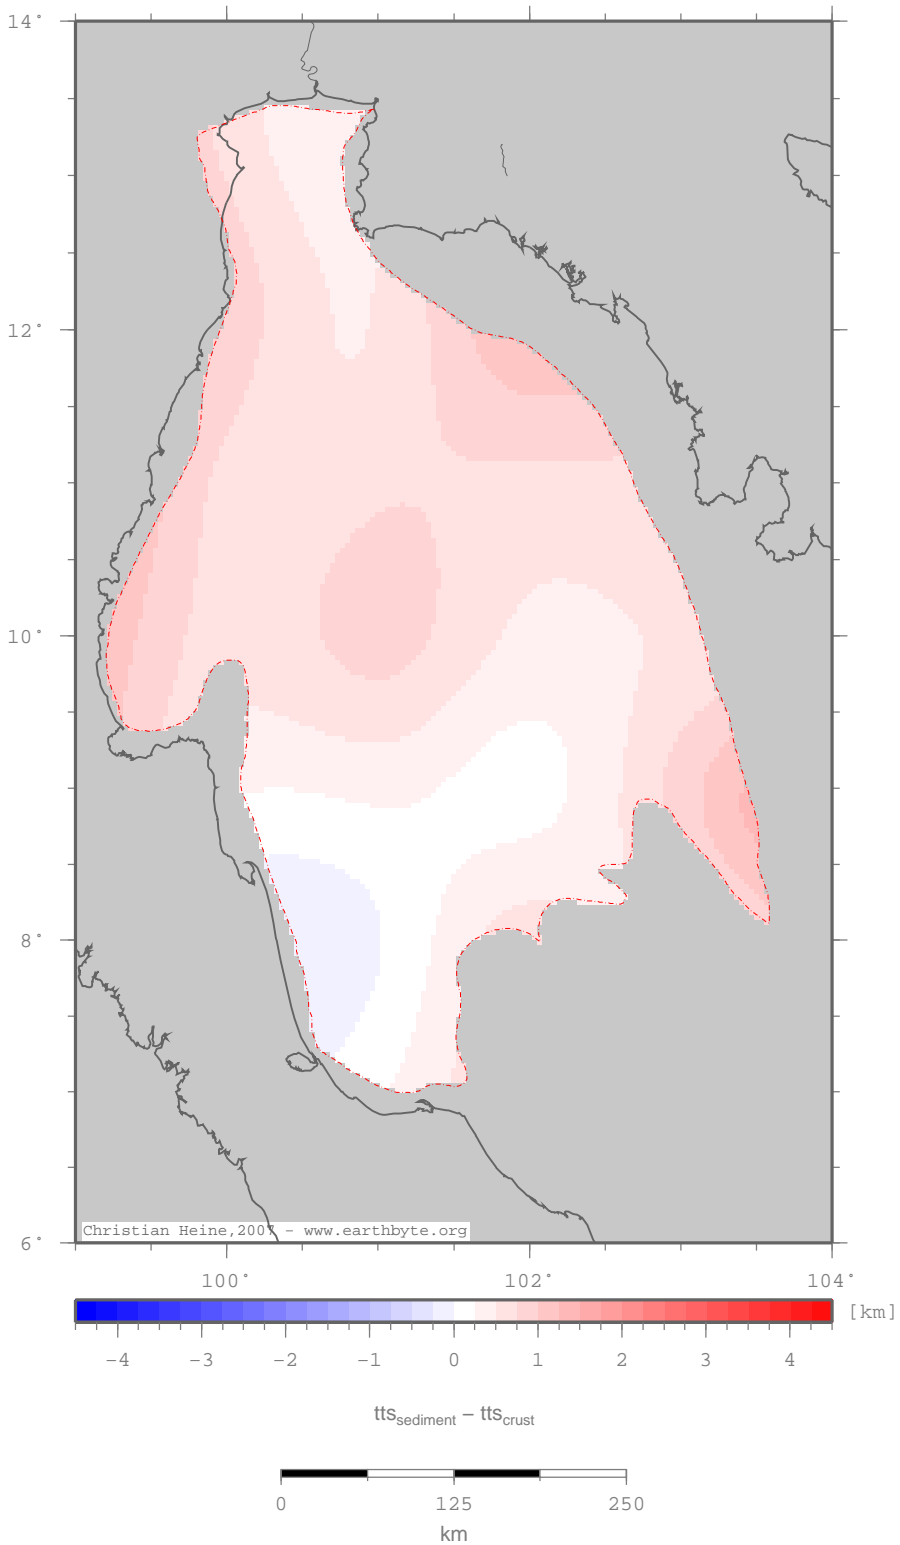 14°
12°
10°
8°
6°
Christian Heine,2007 - www.earthbyte.org
100° 102° 104°
[km]
-4 -3 -2 -1 0 1 2 3 4
tts_sediment – tts_crust
0 125 250
km